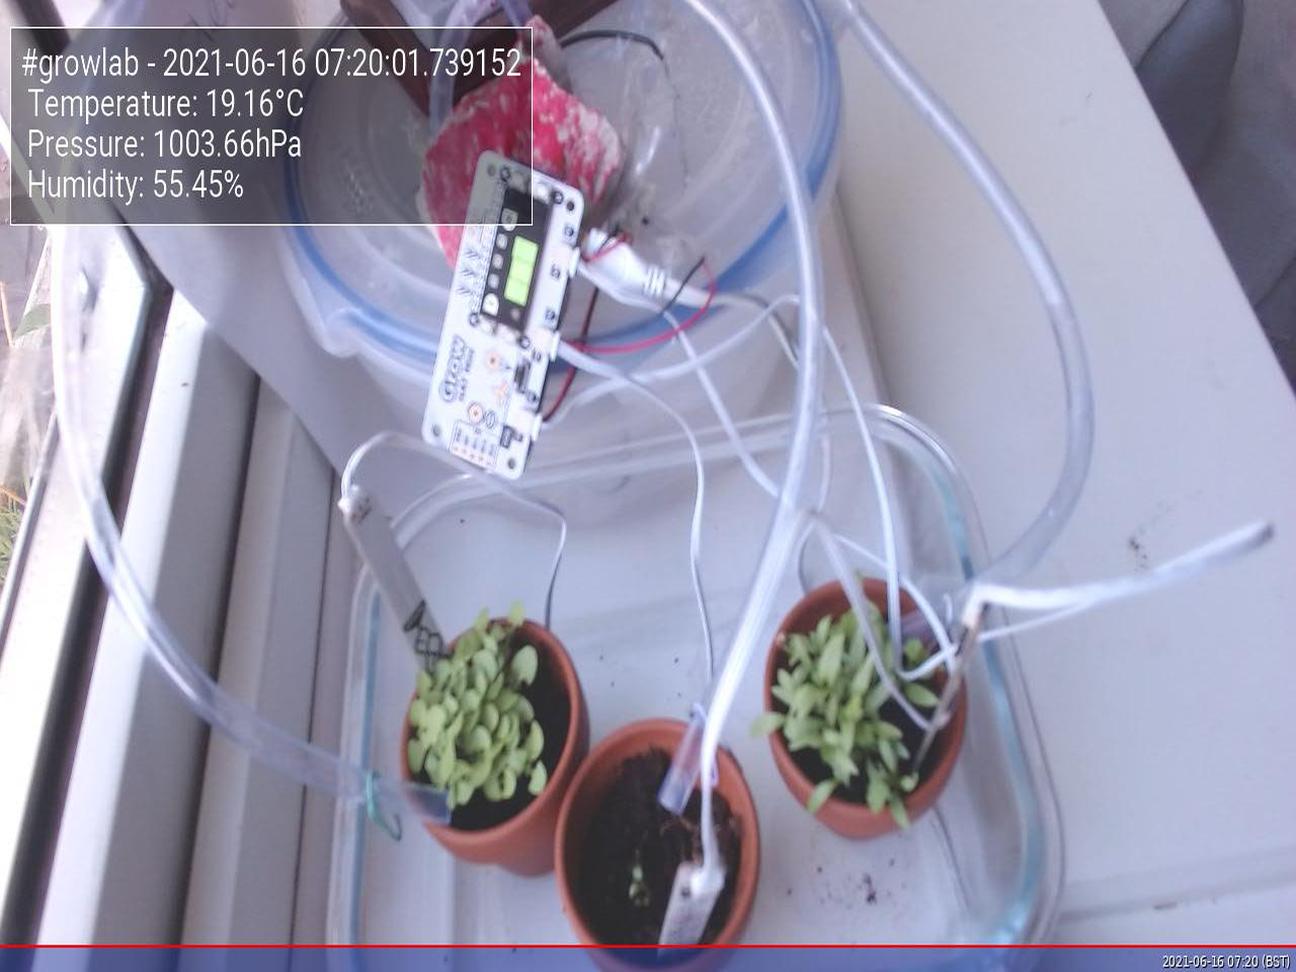 #growlab - 2021-06-16 07:20:01.739152
Temperature: 19.16°C
Pressure: 1003.66hPa
Humidity: 55.45%
GROW
2021-06-16 07:20 (BST)